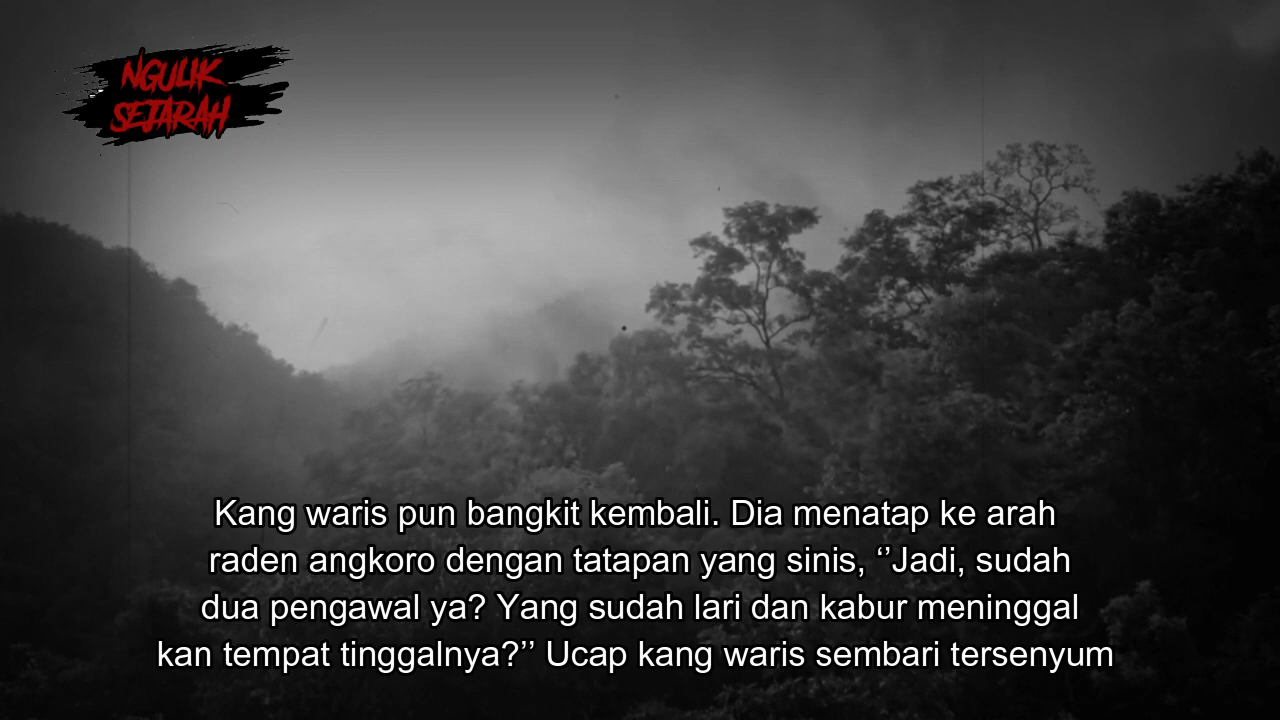 NGULIK
SEJARAH
Kang waris pun bangkit kembali. Dia menatap ke arah
raden angkoro dengan tatapan yang sinis, ‘’Jadi, sudah
dua pengawal ya? Yang sudah lari dan kabur meninggal
kan tempat tinggalnya?’’ Ucap kang waris sembari tersenyum